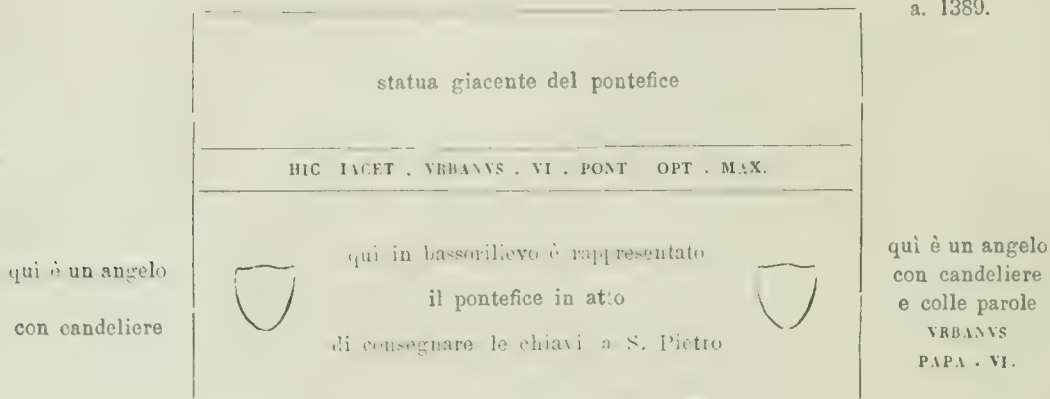 a. 1389.
statua giacente del pontefice
HIC IACET . VRBANVS . VI . PONT OPT . MAX.
qui è un angelo
con candeliere
qui in bassorilievo è rappresentato
il pontefice in atto
di consegnare le chiavi a S. Pietro
qui è un angelo
con candeliere
e colle parole
VRBANVS
PAPA . VI.